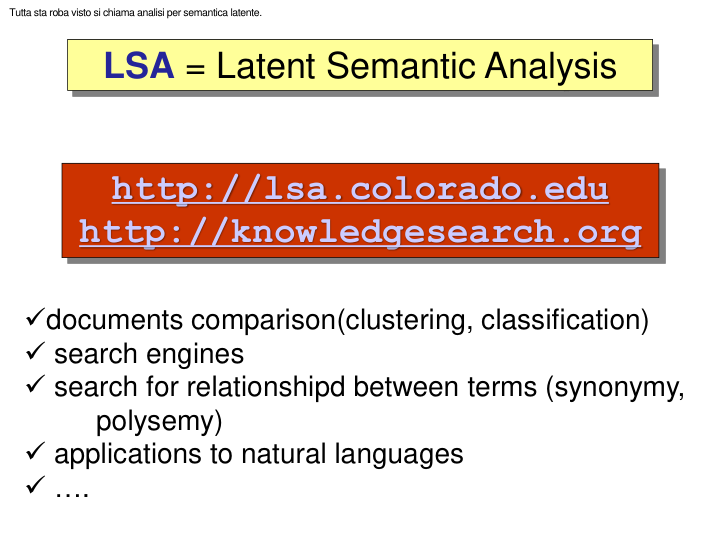 Tutta sta roba visto si chiama analisi per semantica latente.
LSA = Latent Semantic Analysis
http://lsa.colorado.edu
http://knowledgesearch.org
✓documents comparison(clustering, classification)
✓ search engines
✓ search for relationshipd between terms (synonymy,
polysemy)
✓ applications to natural languages
✓ ….